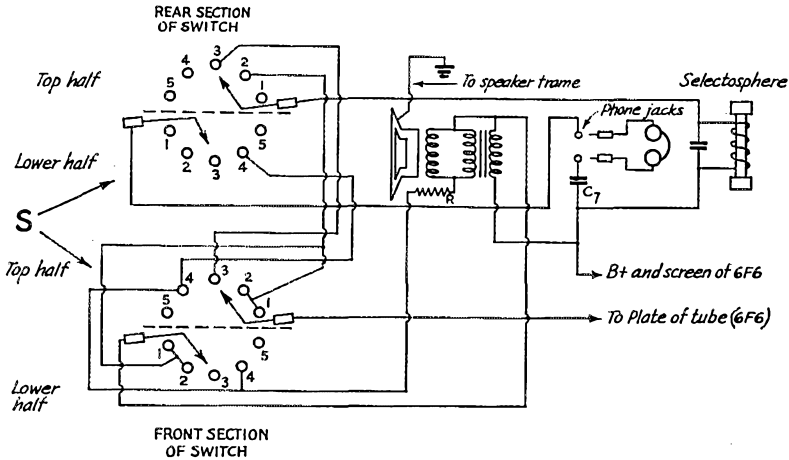 REAR SECTION
OF SWITCH
3
4
2
Top half
5
1
To speaker frame
Selectosphere
Phone jacks
1
5
Lower half
2
3
4
R
C7
S
Top half
4
3
2
B+ and screen of 6F6
5
1
To Plate of tube (6F6)
1
5
2
3
4
Lower
half
FRONT SECTION
OF SWITCH